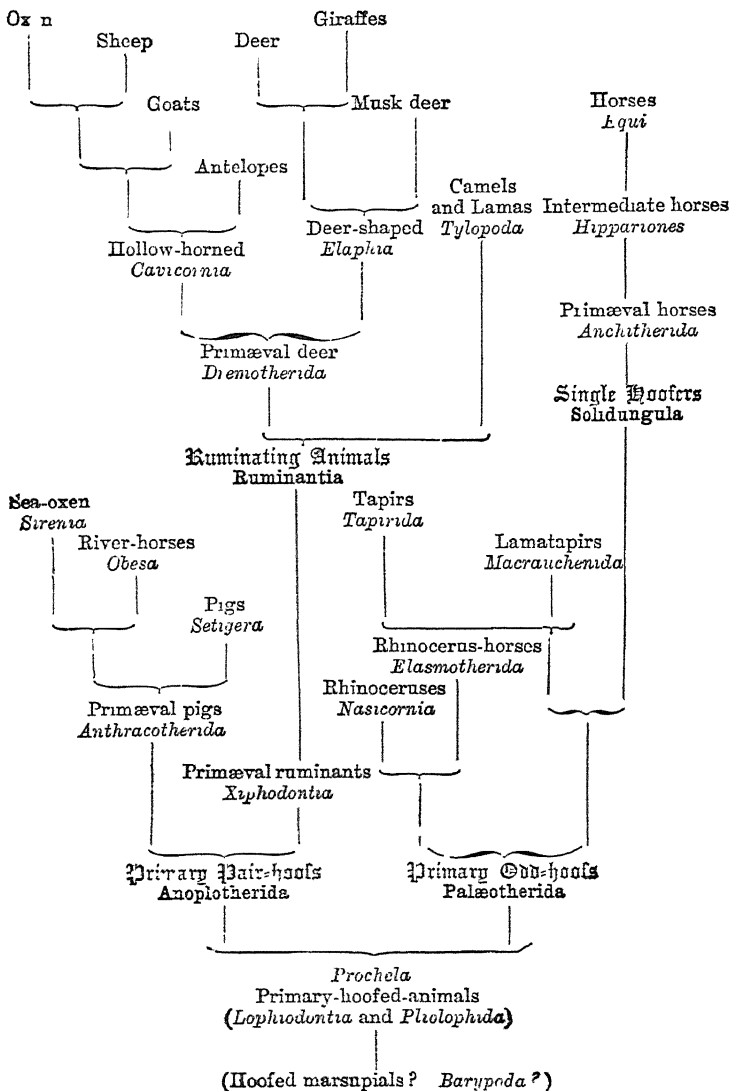 Ox n
Giraffes
Sheep
Deer
Goats
Musk deer
Horses
Equi
Antelopes
Camels
and Lamas
Tylopoda
Intermediate horses
Hippariones
Hollow-horned
Cavicornia
Deer-shaped
Elaphia
Primæval horses
Anchitherida
Primæval deer
Dremotherida
Single Hoofers
Solidungula
Ruminating Animals
Ruminantia
Sea-oxen
Sirenia
Tapirs
Tapirida
River-horses
Obesa
Lamatapirs
Macrauchenida
Pigs
Setigera
Rhinocerus-horses
Elasmotherida
Rhinoceruses
Nasicornia
Primæval pigs
Anthracotherida
Primæval ruminants
Xiphodontia
Primary Pair-hoofs
Anoplotherida
Primary Odd-hoofs
Palæotherida
Prochela
Primary-hoofed-animals
(Lophiodontia and Pliolophida)
(Hoofed marsupials? Barypoda?)